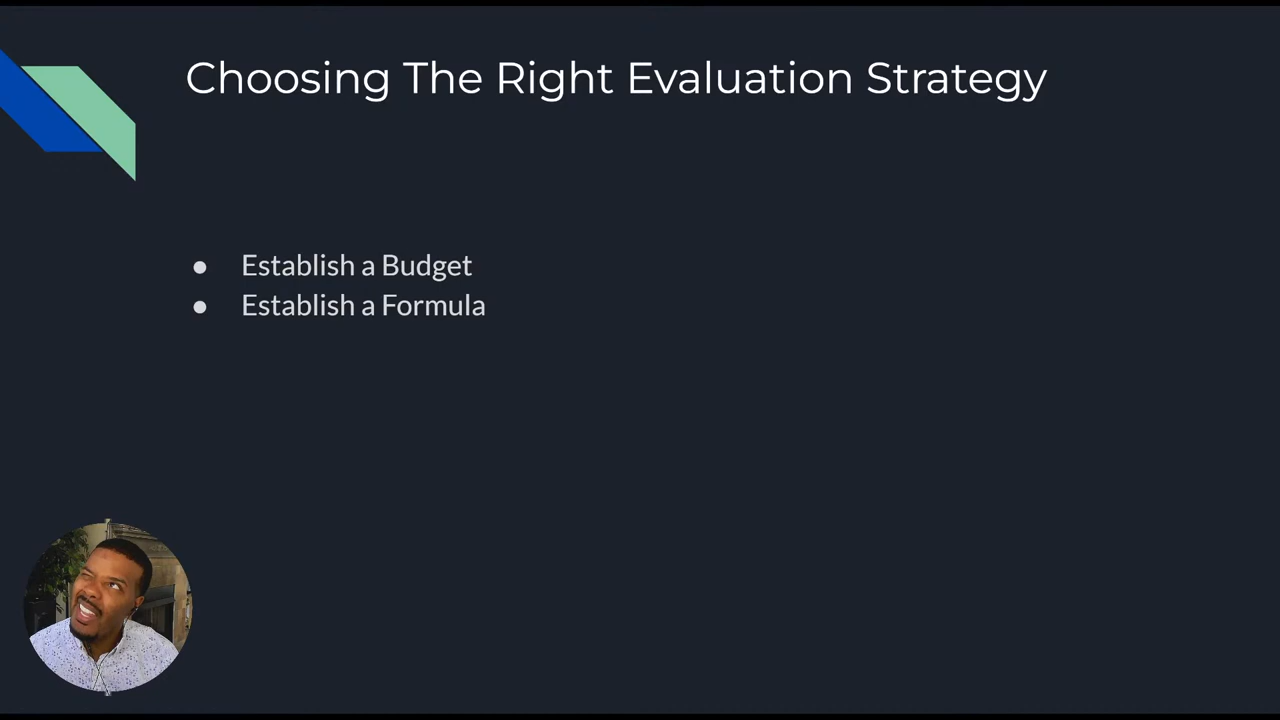 Choosing The Right Evaluation Strategy
● Establish a Budget
● Establish a Formula